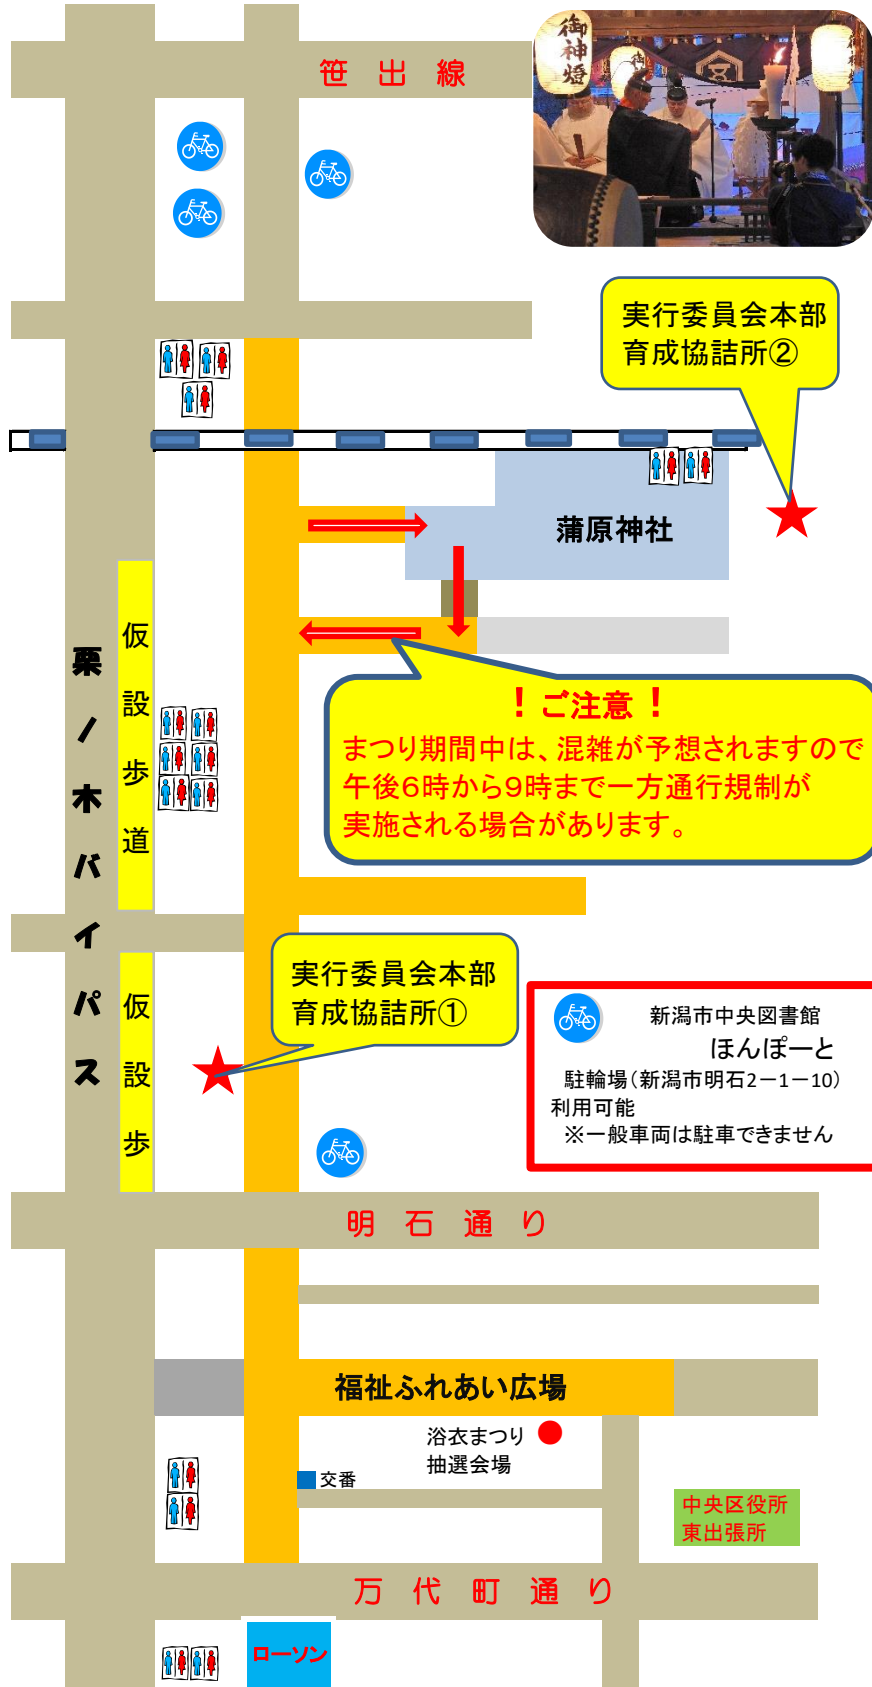 笹出線
御神燈
実行委員会本部
育成協詰所②
蒲原神社
栗ノ木バイパス
仮設歩道
！ご注意！
まつり期間中は、混雑が予想されますので
午後6時から9時まで一方通行規制が
実施される場合があります。
実行委員会本部
育成協詰所①
仮設歩
新潟市中央図書館
ほんぽーと
駐輪場（新潟市明石2－1－10）
利用可能
※一般車両は駐車できません
明石通り
福祉ふれあい広場
浴衣まつり
抽選会場
交番
中央区役所
東出張所
万代町通り
ローソン